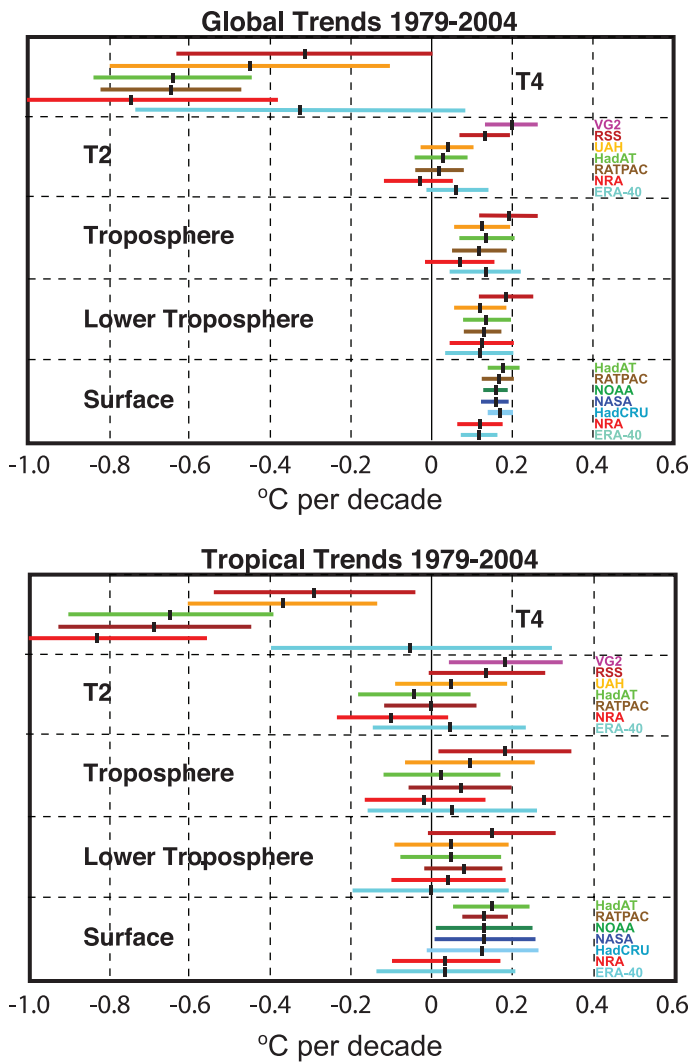 Global Trends 1979-2004
T4
T2
VG2
RSS
UAH
HadAT
RATPAC
NRA
ERA-40
Troposphere
Lower Troposphere
Surface
HadAT
RATPAC
NOAA
NASA
HadCRU
NRA
ERA-40
-1.0 -0.8 -0.6 -0.4 -0.2 0 0.2 0.4 0.6
°C per decade
Tropical Trends 1979-2004
T4
T2
VG2
RSS
UAH
HadAT
RATPAC
NRA
ERA-40
Troposphere
Lower Troposphere
Surface
HadAT
RATPAC
NOAA
NASA
HadCRU
NRA
ERA-40
-1.0 -0.8 -0.6 -0.4 -0.2 0 0.2 0.4 0.6
°C per decade